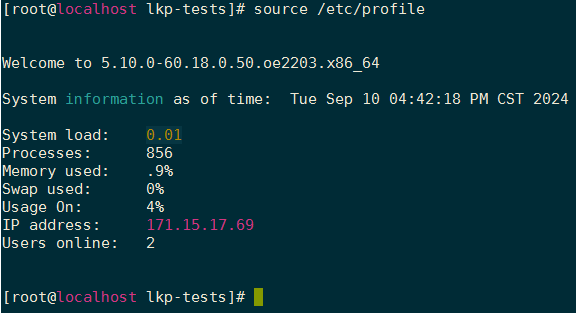 [root@localhost lkp-tests]# source /etc/profile
Welcome to 5.10.0-60.18.0.50.oe2203.x86_64
System information as of time:  Tue Sep 10 04:42:18 PM CST 2024
System load:    0.01
Processes:      856
Memory used:    .9%
Swap used:      0%
Usage On:       4%
IP address:     171.15.17.69
Users online:   2
[root@localhost lkp-tests]#